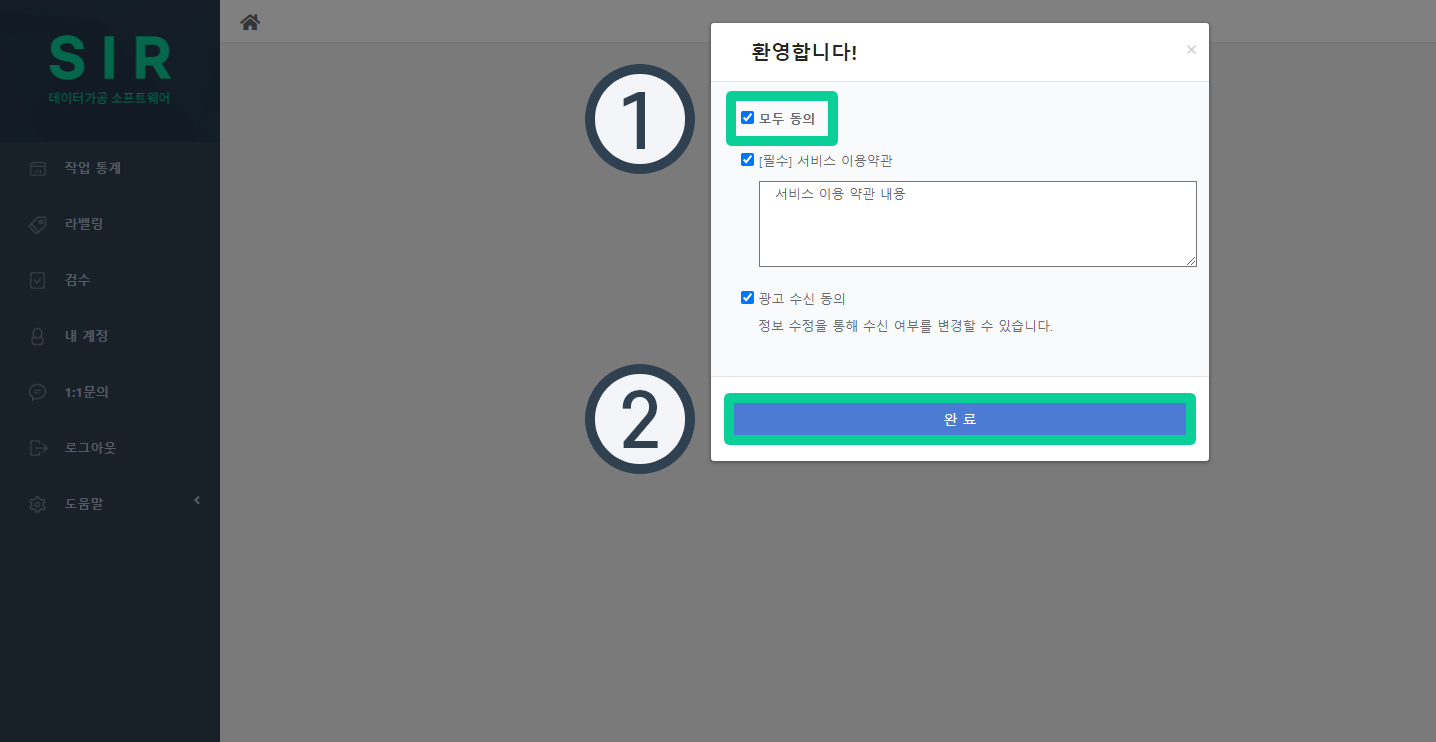 SIR
데이터가공 소프트웨어
작업 통계
라벨링
검수
내 계정
1:1문의
로그아웃
도움말
환영합니다!
×
1
모두 동의
[필수] 서비스 이용약관
서비스 이용 약관 내용
광고 수신 동의
정보 수정을 통해 수신 여부를 변경할 수 있습니다.
2
완 료